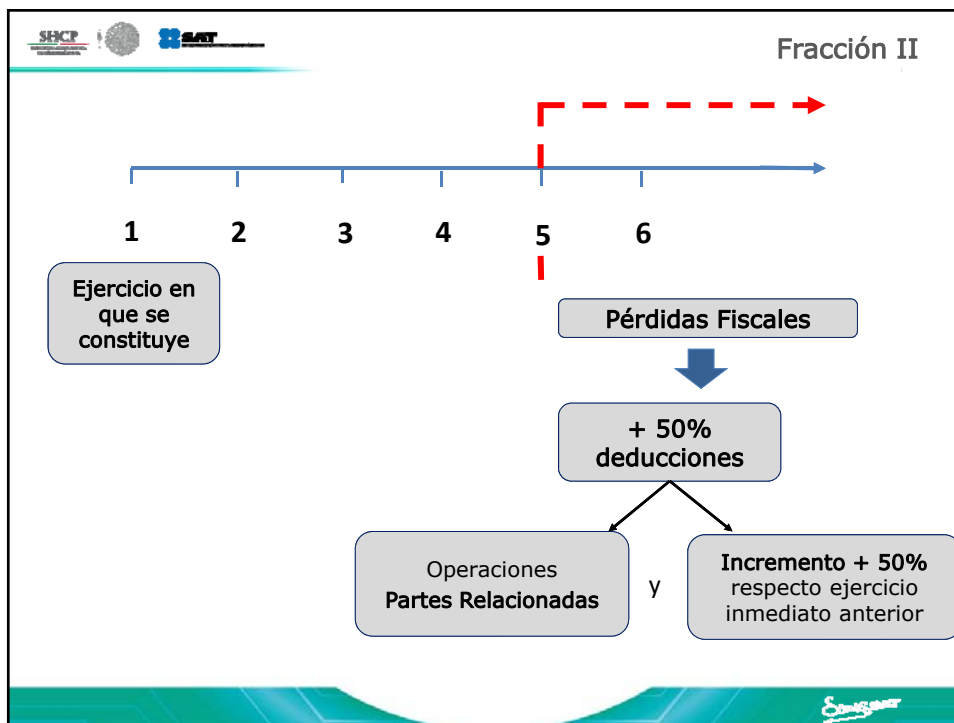 SHCP
SAT
Fracción II
1 2 3 4 5 6
Ejercicio en
que se
constituye
Pérdidas Fiscales
+ 50%
deducciones
Operaciones
Partes Relacionadas
y
Incremento + 50%
respecto ejercicio
inmediato anterior